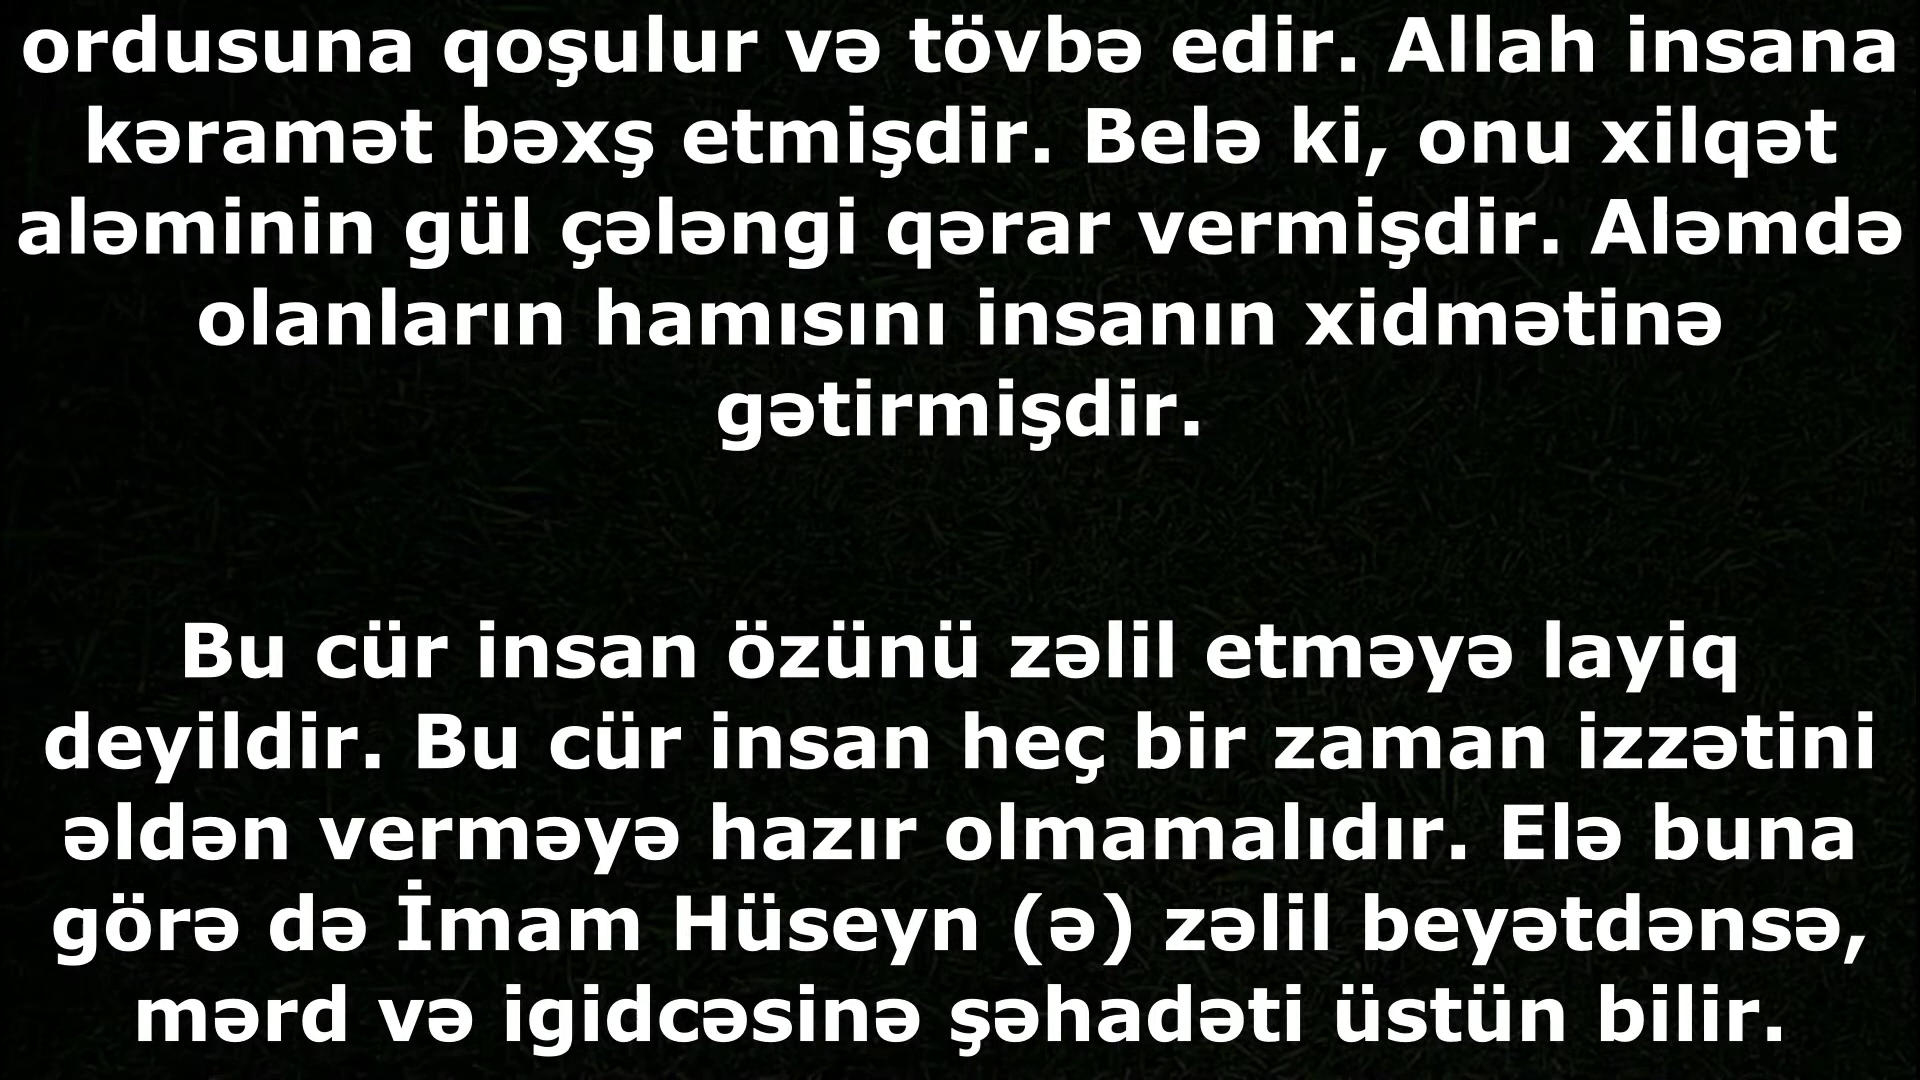 ordusuna qoşulur və tövbə edir. Allah insana
kəramət bəxş etmişdir. Belə ki, onu xilqət
aləminin gül çələngi qərar vermişdir. Aləmdə
olanların hamısını insanın xidmətinə
gətirmişdir.
Bu cür insan özünü zəlil etməyə layiq
deyildir. Bu cür insan heç bir zaman izzətini
əldən verməyə hazır olmamalıdır. Elə buna
görə də İmam Hüseyn (ə) zəlil beyətdənsə,
mərd və igidcəsinə şəhadəti üstün bilir.